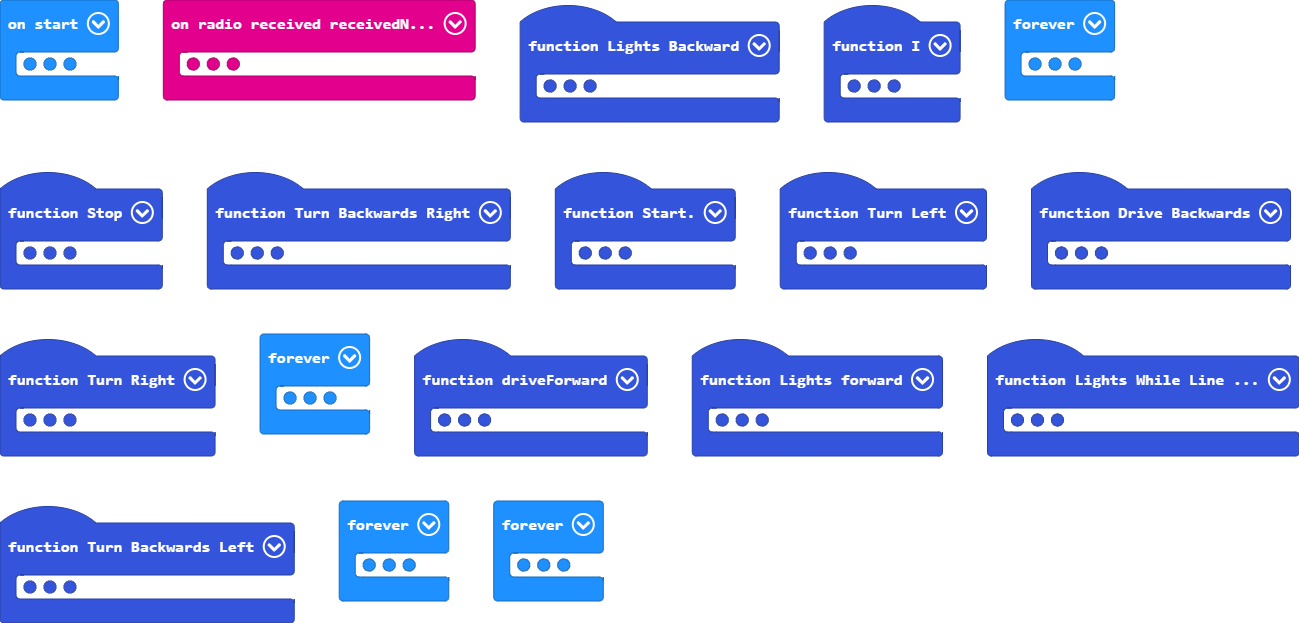 on start
on radio received receivedN...
function Lights Backward
function I
forever
function Stop
function Turn Backwards Right
function Start.
function Turn Left
function Drive Backwards
function Turn Right
forever
function driveForward
function Lights forward
function Lights While Line ...
function Turn Backwards Left
forever
forever